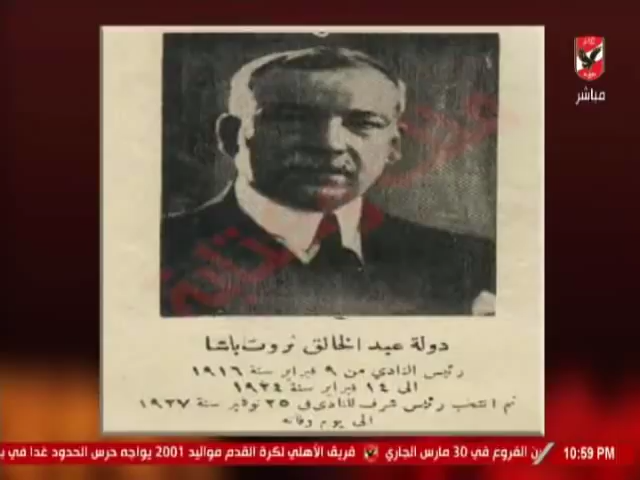 مباشر
دولة عبد الخالق ثروت باشا
رئيس النادي من ٩ فبراير سنة ١٩١٦
الى ١٤ فبراير سنة ١٩٢٤
ثم انتخب رئيس شرف للنادى فى ٢٥ نوفمبر سنة ١٩٢٧
الى يوم وفاته
ن الفروع في 30 مارس الجاري فريق الأهلي لكرة القدم مواليد 2001 يواجه حرس الحدود غدا في ب
10:59 PM